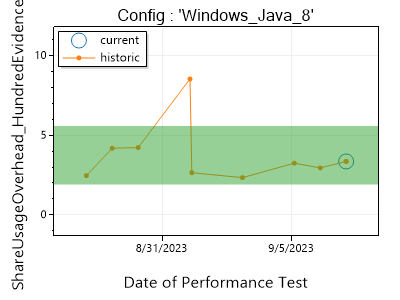 Config : 'Windows_Java_8'
current
historic
ShareUsageOverhead_HundredEvidence
10
5
0
8/31/2023
9/5/2023
Date of Performance Test